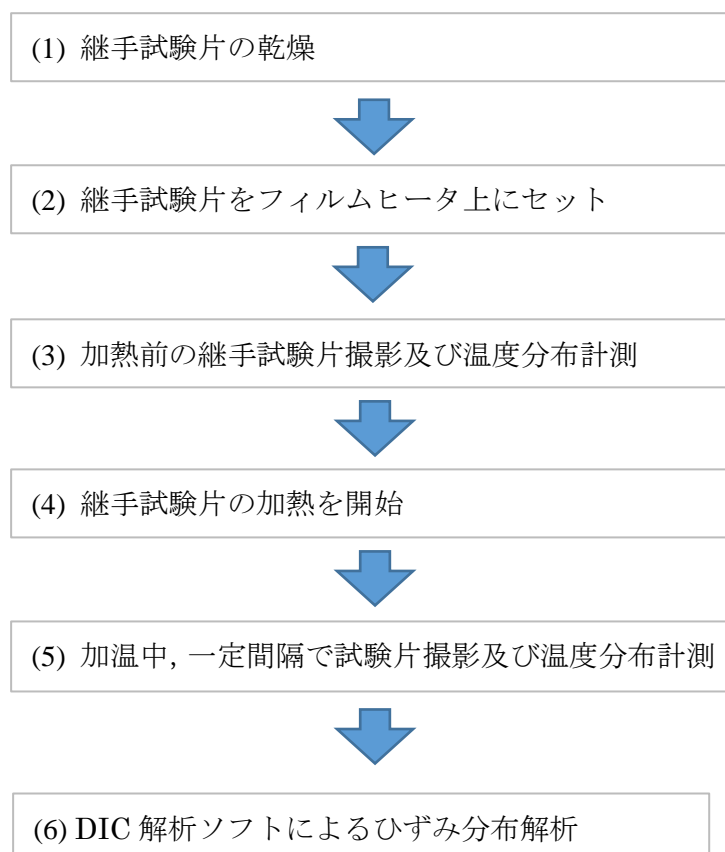 (1) 継手試験片の乾燥
(2) 継手試験片をフィルムヒータ上にセット
(3) 加熱前の継手試験片撮影及び温度分布計測
(4) 継手試験片の加熱を開始
(5) 加温中, 一定間隔で試験片撮影及び温度分布計測
(6) DIC 解析ソフトによるひずみ分布解析